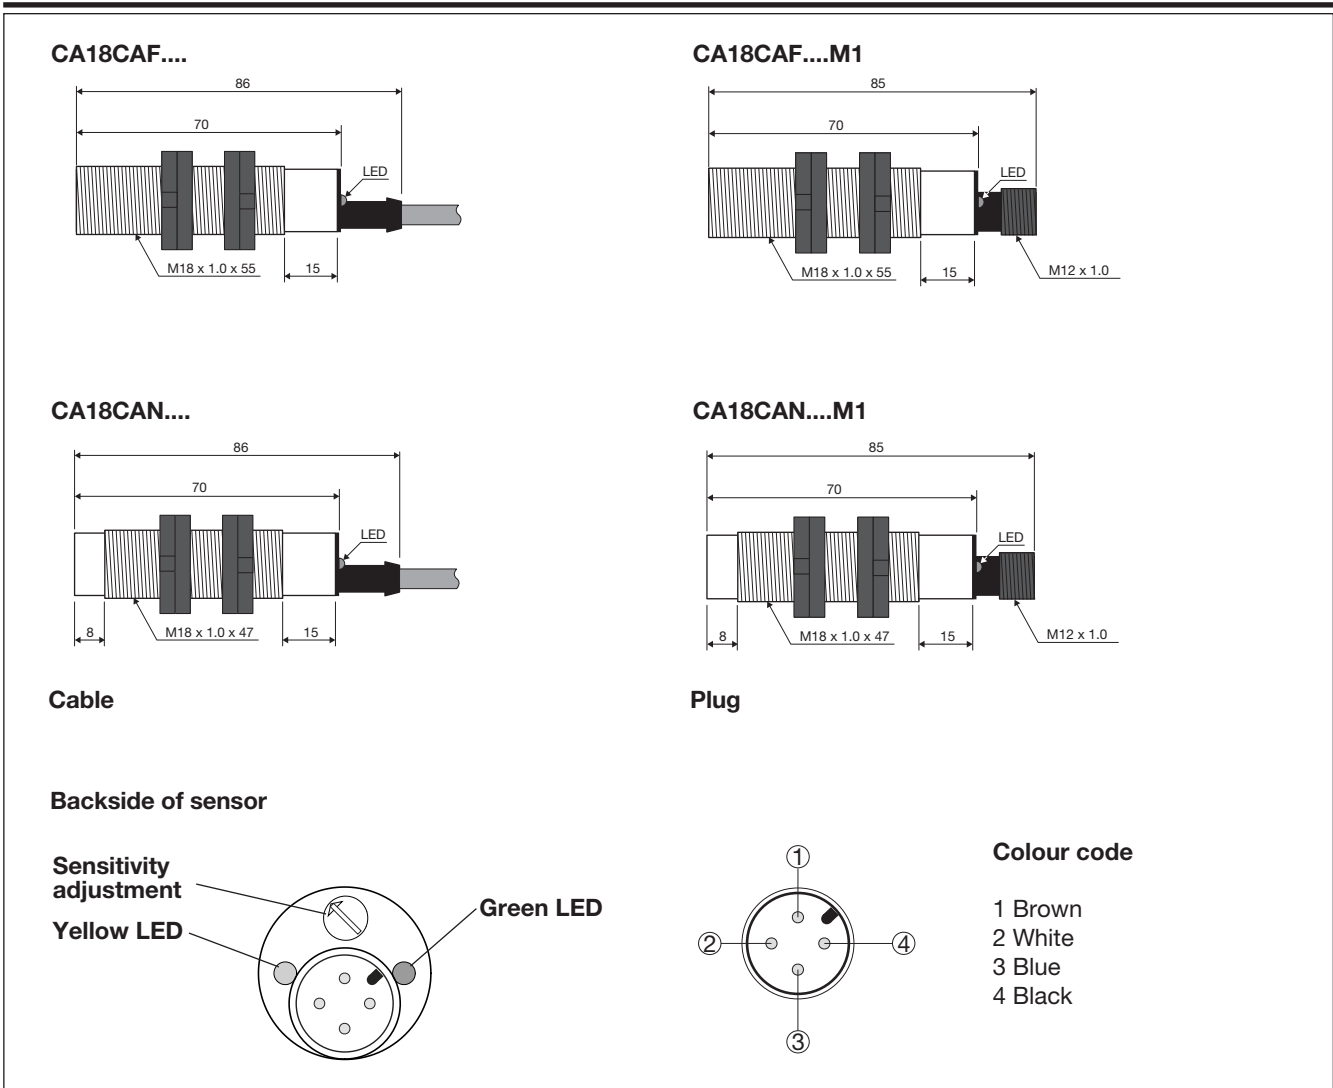 CA18CAF....
86
70
LED
M18 x 1.0 x 55
15
CA18CAF....M1
85
70
LED
M18 x 1.0 x 55
15
M12 x 1.0
CA18CAN....
86
70
LED
8
M18 x 1.0 x 47
15
CA18CAN....M1
85
70
LED
8
M18 x 1.0 x 47
15
M12 x 1.0
Cable
Plug
Backside of sensor
Sensitivity
adjustment
Yellow LED
Green LED
1
2
4
3
Colour code
1 Brown
2 White
3 Blue
4 Black